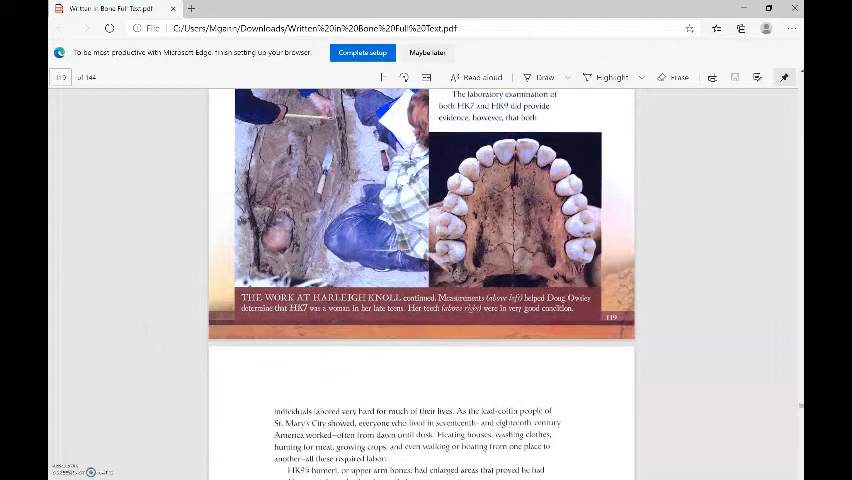 Written in Bone Full Text.pdf
File
C:/Users/Mgann/Downloads/Written%20in%20Bone%20Full%20Text.pdf
To be most productive with Microsoft Edge, finish setting up your browser.
Complete setup
Maybe later
119 of 144
Read aloud
Draw
Highlight
Erase
The laboratory examination of
both HK7 and HK9 did provide
evidence, however, that both
THE WORK AT HARLEIGH KNOLL continued. Measurements (above left) helped Doug Owsley
determine that HK7 was a woman in her late teens. Her teeth (above right) were in very good condition.
119
individuals labored very hard for much of their lives. As the lead-coffin people of
St. Mary's City showed, everyone who lived in seventeenth- and eighteenth-century
America worked—often from dawn until dusk. Heating houses, washing clothes,
hunting for meat, growing crops, and even walking or boating from one place to
another—all these required labor.
HK9's humeri, or upper arm bones, had enlarged areas that proved he had